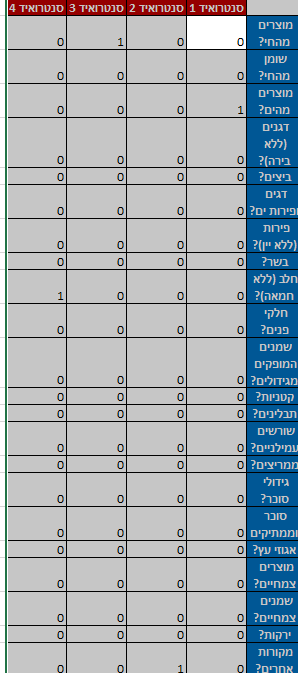 סנטרואיד 1 סנטרואיד 2 סנטרואיד 3 סנטרואיד 4
מוצרים
מהחי? 0 0 1 0
שומן
מהחי? 0 0 0 0
מוצרים
מהים? 1 0 0 0
דגנים
(ללא
בירה)? 0 0 0 0
ביצים? 0 0 0 0
דגים
ופירות ים? 0 0 0 0
פירות
(ללא יין)? 0 0 0 0
בשר? 0 0 0 0
חלב (ללא
חמאה)? 0 0 0 1
חלקי
פנים? 0 0 0 0
שמנים
המופקים
מגידולים? 0 0 0 0
קטניות? 0 0 0 0
תבלינים? 0 0 0 0
שורשים
עמילניים? 0 0 0 0
ממריצים? 0 0 0 0
גידולי
סוכר? 0 0 0 0
סוכר
וממתיקים 0 0 0 0
אגוזי עץ? 0 0 0 0
מוצרים
צמחיים? 0 0 0 0
שמנים
צמחיים? 0 0 0 0
ירקות? 0 0 0 0
מקורות
אחרים? 0 1 0 0